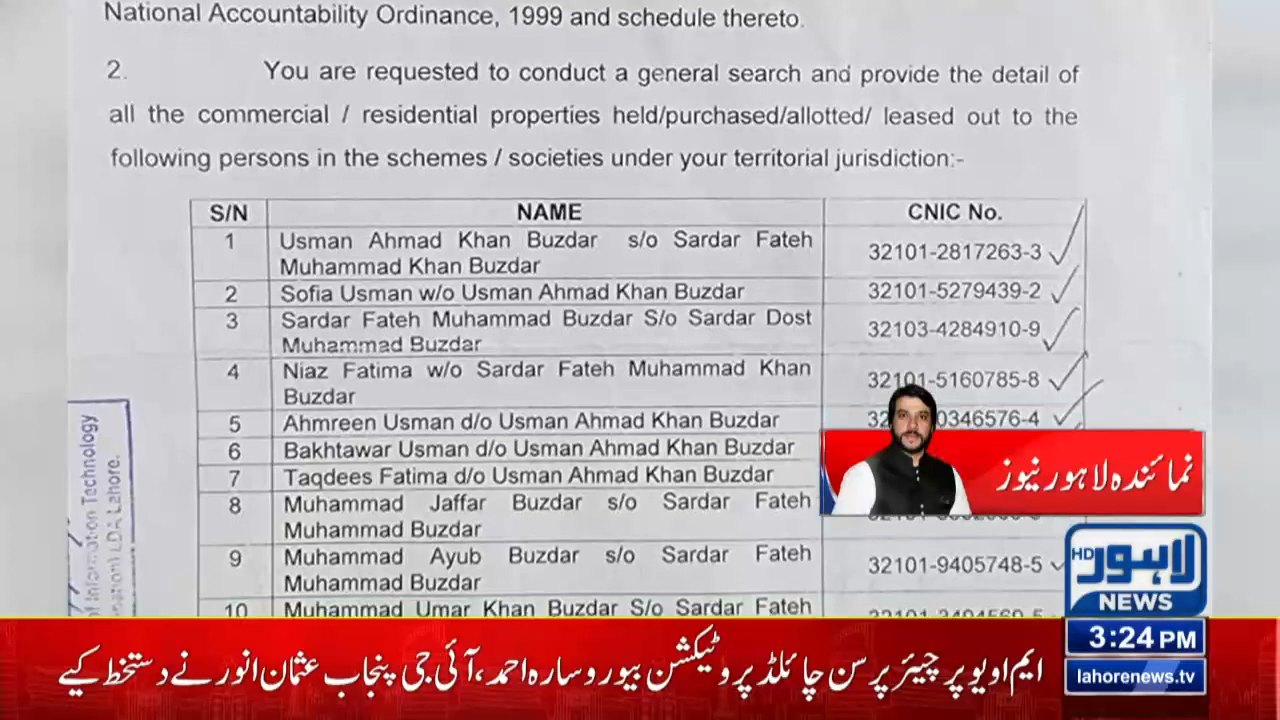 National Accountability Ordinance, 1999 and schedule thereto.
2. You are requested to conduct a general search and provide the detail of
all the commercial / residential properties held/purchased/allotted/ leased out to the
following persons in the schemes / societies under your territorial jurisdiction:-
S/N NAME CNIC No.
1 Usman Ahmad Khan Buzdar s/o Sardar Fateh
Muhammad Khan Buzdar 32101-2817263-3
2 Sofia Usman w/o Usman Ahmad Khan Buzdar 32101-5279439-2
3 Sardar Fateh Muhammad Buzdar S/o Sardar Dost
Muhammad Buzdar 32103-4284910-9
4 Niaz Fatima w/o Sardar Fateh Muhammad Khan
Buzdar 32101-5160785-8
5 Ahmreen Usman d/o Usman Ahmad Khan Buzdar 0346576-4
6 Bakhtawar Usman d/o Usman Ahmad Khan Buzdar
7 Taqdees Fatima d/o Usman Ahmad Khan Buzdar
8 Muhammad Jaffar Buzdar s/o Sardar Fateh
Muhammad Buzdar
9 Muhammad Ayub Buzdar s/o Sardar Fateh
Muhammad Buzdar 32101-9405748-5
10 Muhammad Umar Khan Buzdar S/o Sardar Fateh
of Information Technology
LDA Lahore.
نمائندہ لاہور نیوز
HD لاہور
NEWS
3:24 PM
lahorenews.tv
ایم او یو پر چیئرپرسن چائلڈ پروٹیکشن بیورو سارہ احمد، آئی جی پنجاب عثمان انور نے دستخط کیے